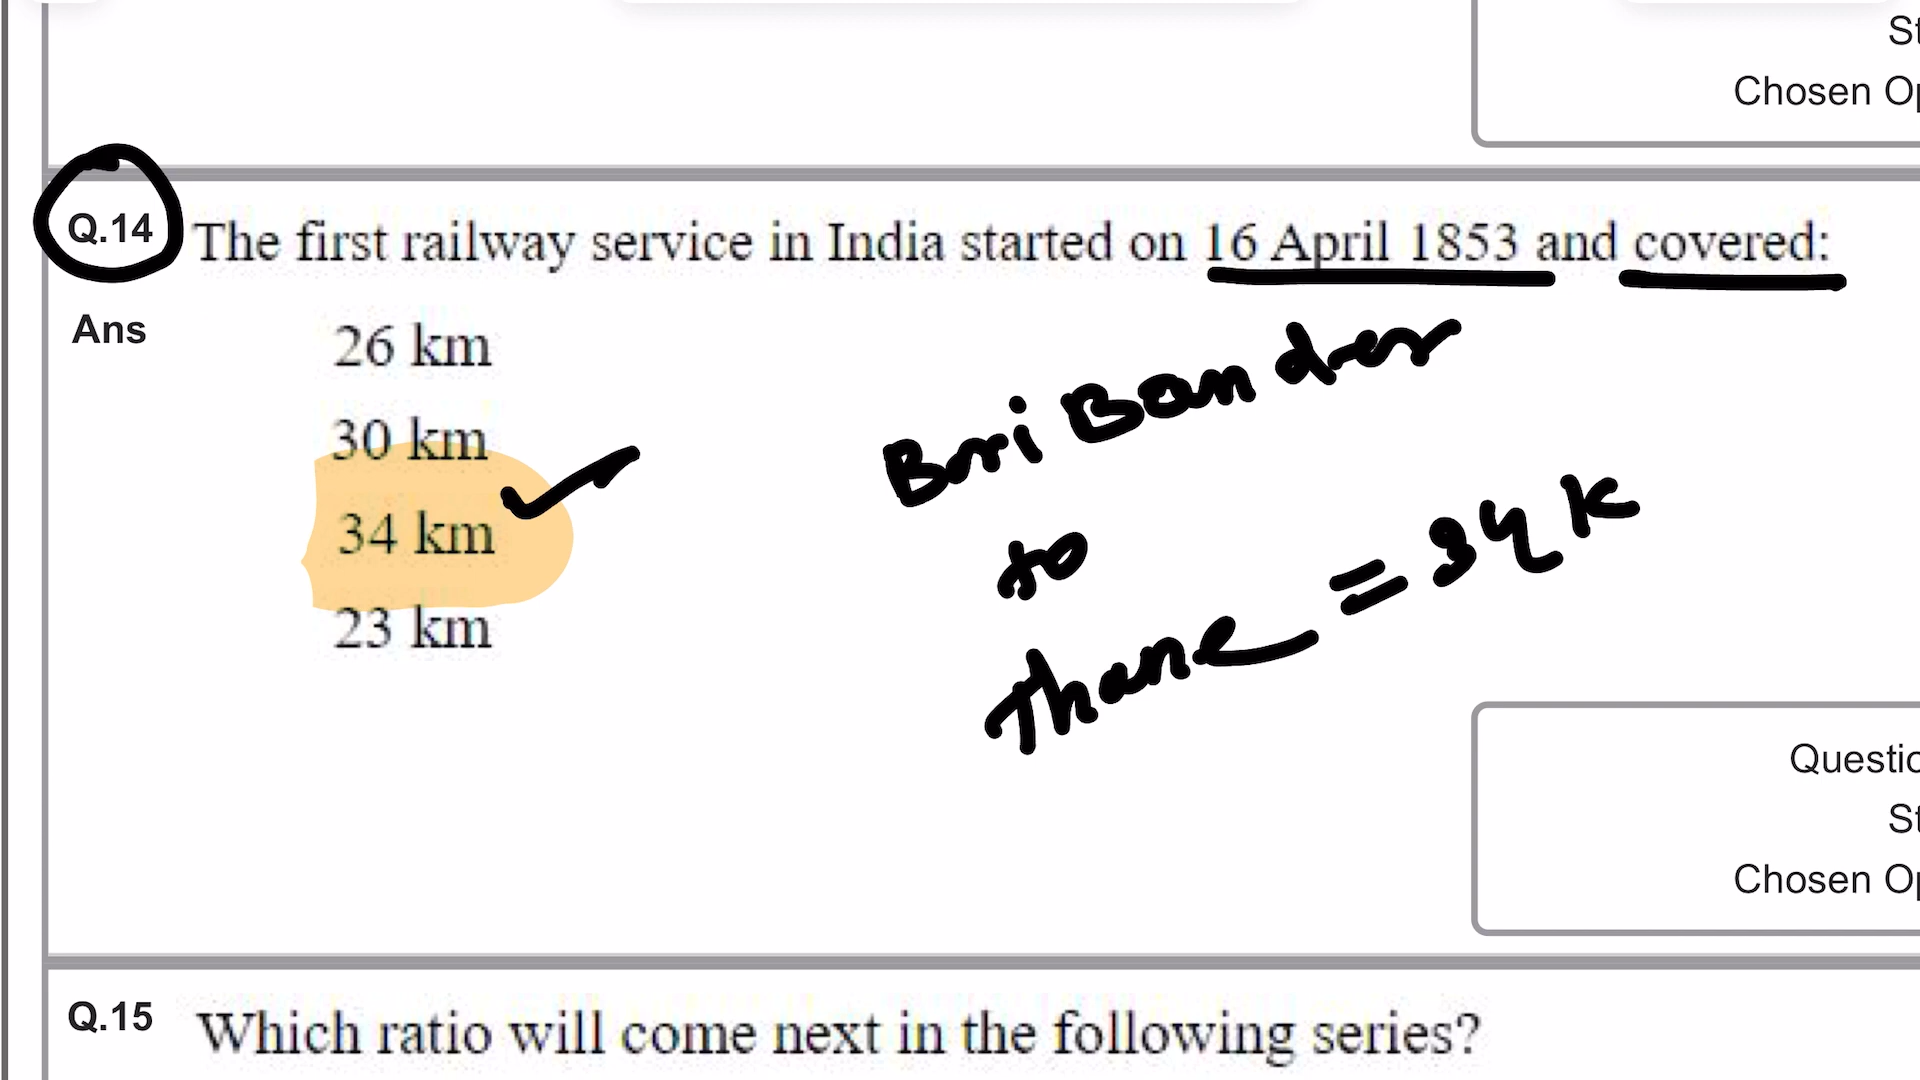 St
Chosen Op
Q.14 The first railway service in India started on 16 April 1853 and covered:
Ans
26 km
30 km
34 km
23 km
Bori Bander
to
Thane = 34 K
Questio
St
Chosen Op
Q.15 Which ratio will come next in the following series?